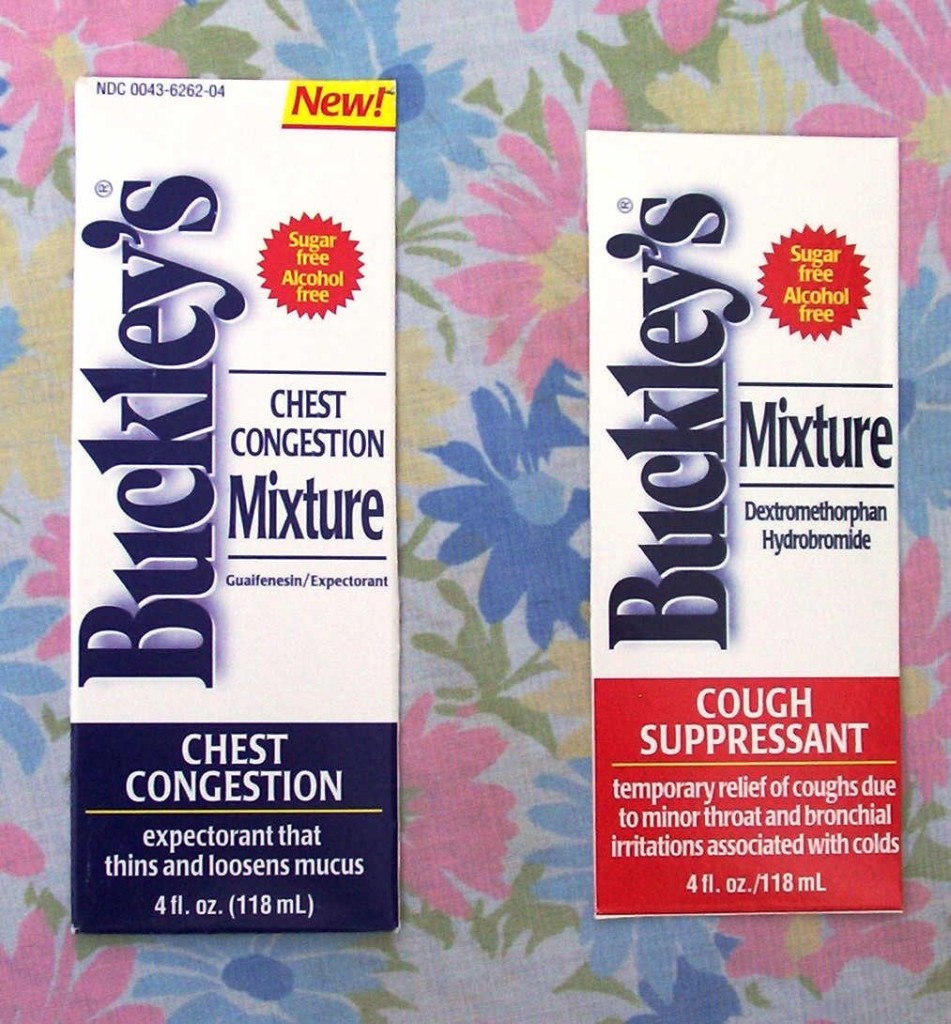 NDC 0043-6262-04
New!
Buckley's®
Sugar
free
Alcohol
free
CHEST
CONGESTION
Mixture
Guaifenesin/Expectorant
CHEST
CONGESTION
expectorant that
thins and loosens mucus
4 fl. oz. (118 mL)
Buckley's®
Sugar
free
Alcohol
free
Mixture
Dextromethorphan
Hydrobromide
COUGH
SUPPRESSANT
temporary relief of coughs due
to minor throat and bronchial
irritations associated with colds
4 fl. oz./118 mL